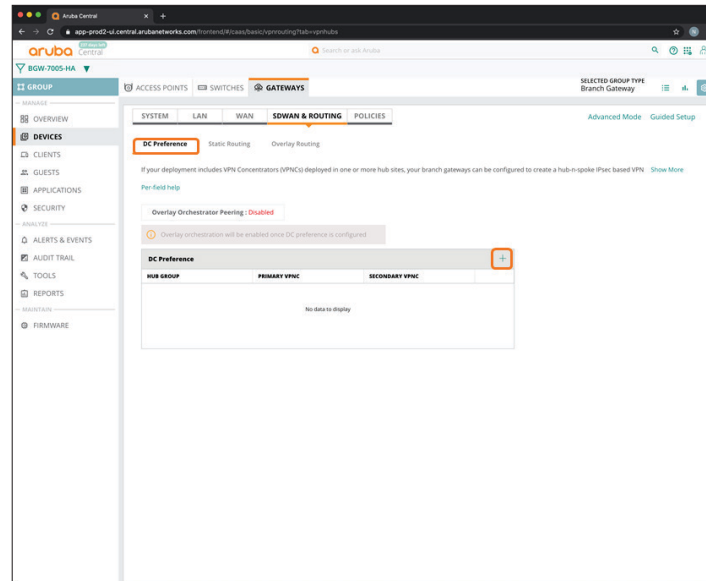 Aruba Central
app-prod2-ui.central.arubanetworks.com/frontend/#/caas/basic/vpnrouting?tab=vpnhubs
aruba Central
Search or ask Aruba
BGW-7005-HA
GROUP
ACCESS POINTS SWITCHES GATEWAYS
SELECTED GROUP TYPE
Branch Gateway
MANAGE
OVERVIEW
DEVICES
CLIENTS
GUESTS
APPLICATIONS
SECURITY
ANALYZE
ALERTS & EVENTS
AUDIT TRAIL
TOOLS
REPORTS
MAINTAIN
FIRMWARE
SYSTEM LAN WAN SDWAN & ROUTING POLICIES
Advanced Mode Guided Setup
DC Preference Static Routing Overlay Routing
If your deployment includes VPN Concentrators (VPNCs) deployed in one or more hub sites, your branch gateways can be configured to create a hub-n-spoke IPsec based VPN Show More
Per-field help
Overlay Orchestrator Peering : Disabled
Overlay orchestration will be enabled once DC preference is configured
DC Preference
HUB GROUP PRIMARY VPNC SECONDARY VPNC
No data to display